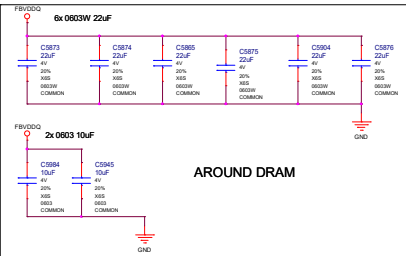 FBVDDQ
6x 0603W 22uF
C5873
22uF
4V
20%
X6S
0603W
COMMON
C5874
22uF
4V
20%
X6S
0603W
COMMON
C5865
22uF
4V
20%
X6S
0603W
COMMON
C5875
22uF
4V
20%
X6S
0603W
COMMON
C5904
22uF
4V
20%
X6S
0603W
COMMON
C5876
22uF
4V
20%
X6S
0603W
COMMON
GND
FBVDDQ
2x 0603 10uF
C5984
10uF
4V
20%
X6S
0603
COMMON
C5945
10uF
4V
20%
X6S
0603
COMMON
AROUND DRAM
GND